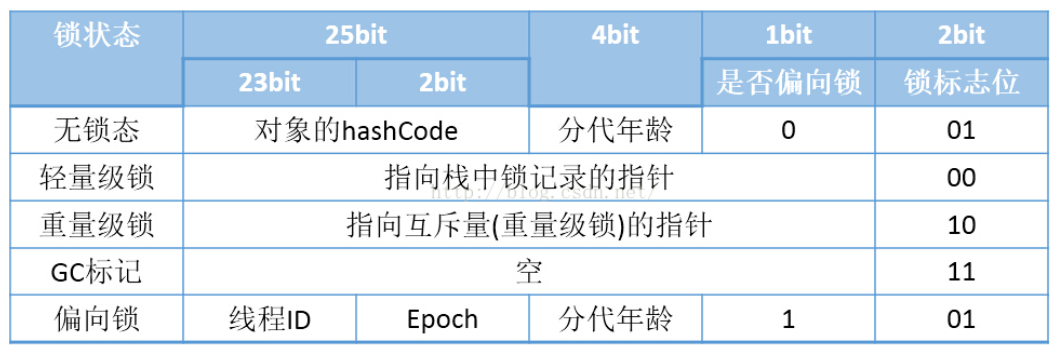 锁状态 25bit 4bit 1bit 2bit
23bit 2bit 是否偏向锁 锁标志位
无锁态 对象的hashCode 分代年龄 0 01
轻量级锁 指向栈中锁记录的指针 00
http://blog.csdn.net/
重量级锁 指向互斥量(重量级锁)的指针 10
GC标记 空 11
偏向锁 线程ID Epoch 分代年龄 1 01